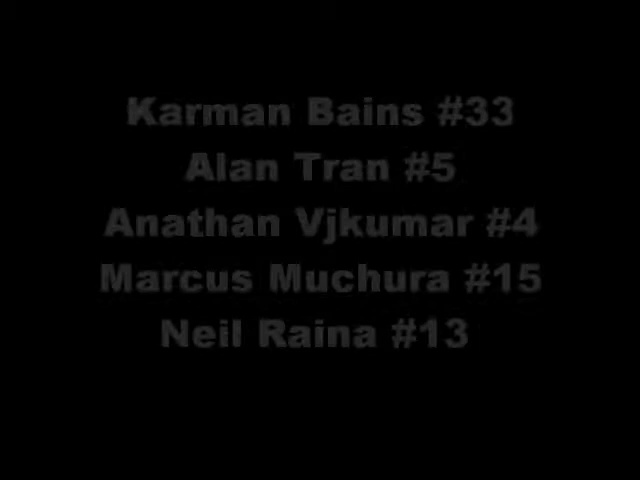 Karman Bains #33
Alan Tran #5
Anathan Vjkumar #4
Marcus Muchura #15
Neil Raina #13